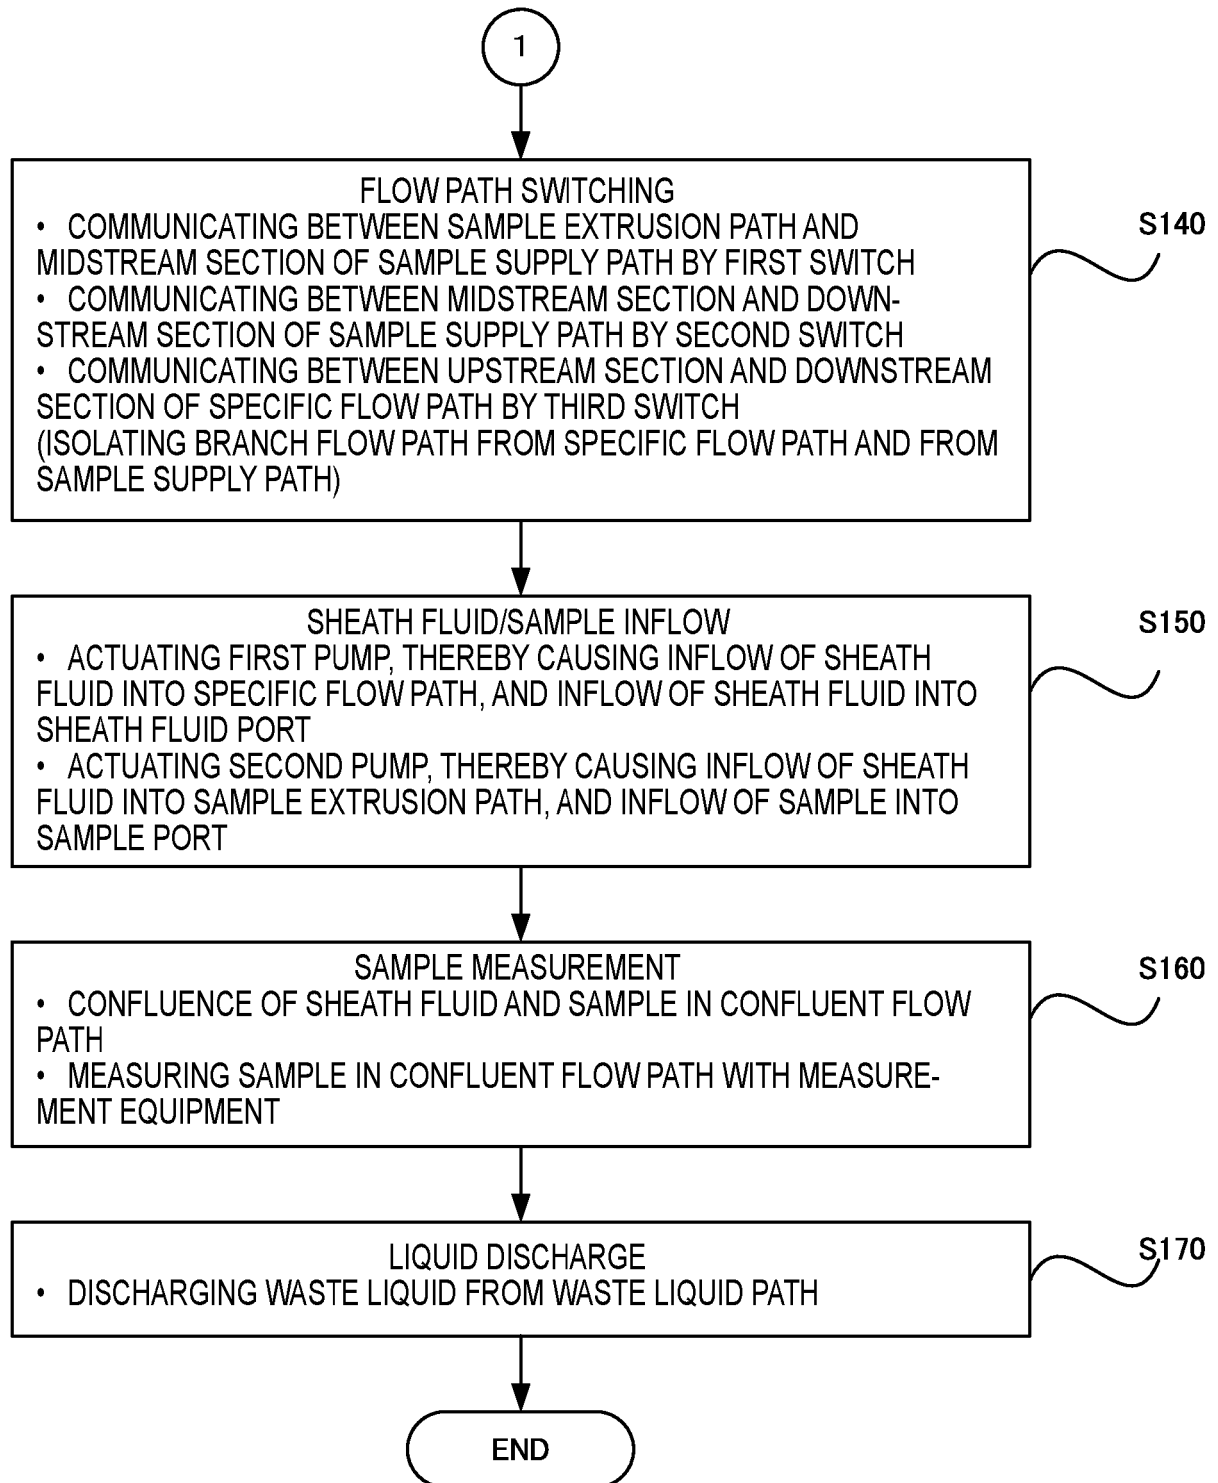 1
FLOW PATH SWITCHING
• COMMUNICATING BETWEEN SAMPLE EXTRUSION PATH AND
MIDSTREAM SECTION OF SAMPLE SUPPLY PATH BY FIRST SWITCH
• COMMUNICATING BETWEEN MIDSTREAM SECTION AND DOWN-
STREAM SECTION OF SAMPLE SUPPLY PATH BY SECOND SWITCH
• COMMUNICATING BETWEEN UPSTREAM SECTION AND DOWNSTREAM
SECTION OF SPECIFIC FLOW PATH BY THIRD SWITCH
(ISOLATING BRANCH FLOW PATH FROM SPECIFIC FLOW PATH AND FROM
SAMPLE SUPPLY PATH)
S140
SHEATH FLUID/SAMPLE INFLOW
• ACTUATING FIRST PUMP, THEREBY CAUSING INFLOW OF SHEATH
FLUID INTO SPECIFIC FLOW PATH, AND INFLOW OF SHEATH FLUID INTO
SHEATH FLUID PORT
• ACTUATING SECOND PUMP, THEREBY CAUSING INFLOW OF SHEATH
FLUID INTO SAMPLE EXTRUSION PATH, AND INFLOW OF SAMPLE INTO
SAMPLE PORT
S150
SAMPLE MEASUREMENT
• CONFLUENCE OF SHEATH FLUID AND SAMPLE IN CONFLUENT FLOW
PATH
• MEASURING SAMPLE IN CONFLUENT FLOW PATH WITH MEASURE-
MENT EQUIPMENT
S160
LIQUID DISCHARGE
• DISCHARGING WASTE LIQUID FROM WASTE LIQUID PATH
S170
END